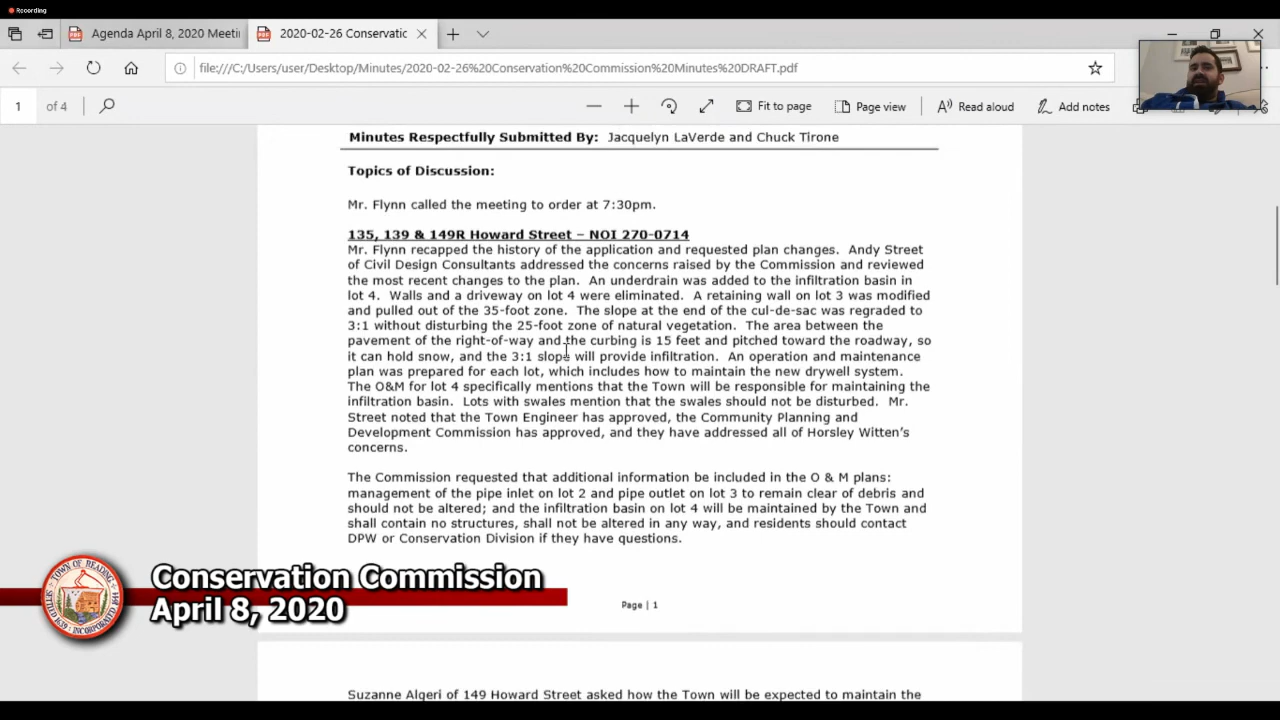 Recording
Agenda April 8, 2020 Meeti
2020-02-26 Conservatic
file:///C:/Users/user/Desktop/Minutes/2020-02-26%20Conservation%20Commission%20Minutes%20DRAFT.pdf
1 of 4
Fit to page
Page view
Read aloud
Add notes
Minutes Respectfully Submitted By: Jacquelyn LaVerde and Chuck Tirone
Topics of Discussion:
Mr. Flynn called the meeting to order at 7:30pm.
135, 139 & 149R Howard Street – NOI 270-0714
Mr. Flynn recapped the history of the application and requested plan changes. Andy Street
of Civil Design Consultants addressed the concerns raised by the Commission and reviewed
the most recent changes to the plan. An underdrain was added to the infiltration basin in
lot 4. Walls and a driveway on lot 4 were eliminated. A retaining wall on lot 3 was modified
and pulled out of the 35-foot zone. The slope at the end of the cul-de-sac was regraded to
3:1 without disturbing the 25-foot zone of natural vegetation. The area between the
pavement of the right-of-way and the curbing is 15 feet and pitched toward the roadway, so
it can hold snow, and the 3:1 slope will provide infiltration. An operation and maintenance
plan was prepared for each lot, which includes how to maintain the new drywell system.
The O&M for lot 4 specifically mentions that the Town will be responsible for maintaining the
infiltration basin. Lots with swales mention that the swales should not be disturbed. Mr.
Street noted that the Town Engineer has approved, the Community Planning and
Development Commission has approved, and they have addressed all of Horsley Witten's
concerns.
The Commission requested that additional information be included in the O & M plans:
management of the pipe inlet on lot 2 and pipe outlet on lot 3 to remain clear of debris and
should not be altered; and the infiltration basin on lot 4 will be maintained by the Town and
shall contain no structures, shall not be altered in any way, and residents should contact
DPW or Conservation Division if they have questions.
Page | 1
Suzanne Algeri of 149 Howard Street asked how the Town will be expected to maintain the
TOWN OF READING
Conservation Commission
April 8, 2020